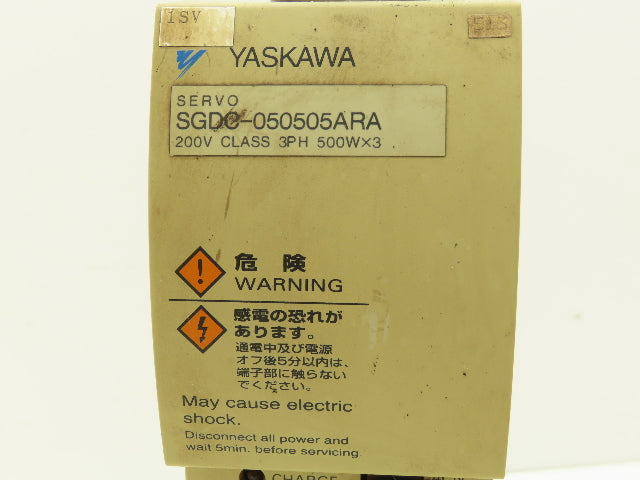 1SV
513
YASKAWA
SERVO
SGDC-050505ARA
200V CLASS 3PH 500W×3
危険
WARNING
感電の恐れが
あります。
通電中及び電源
オフ後5分以内は、
端子部に触らない
でください。
May cause electric
shock.
Disconnect all power and
wait 5min. before servicing.
CHARGE